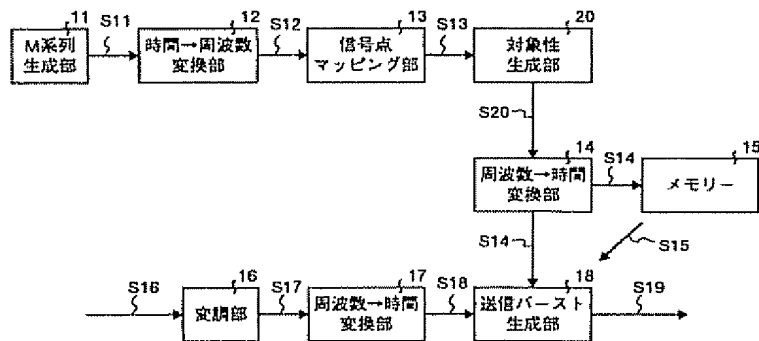 11
S11
12
S12
13
S13
20
M系列
生成部
時間→周波数
変換部
信号点
マッピング部
対象性
生成部
S20
14
S14
15
周波数→時間
変換部
メモリー
S14
S15
S16
16
S17
17
S18
18
S19
変調部
周波数→時間
変換部
送信バースト
生成部